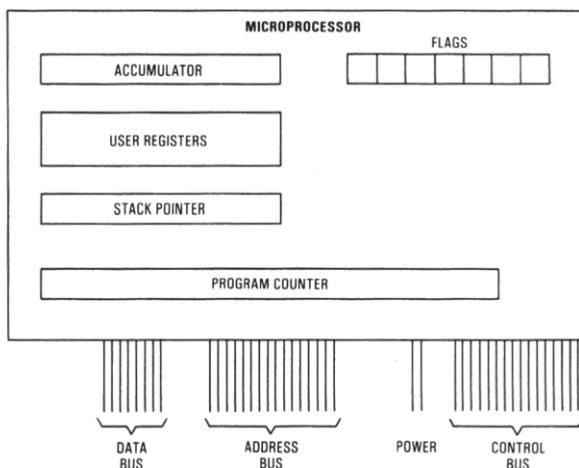 MICROPROCESSOR
FLAGS
ACCUMULATOR
USER REGISTERS
STACK POINTER
PROGRAM COUNTER
DATA
BUS
ADDRESS
BUS
POWER
CONTROL
BUS